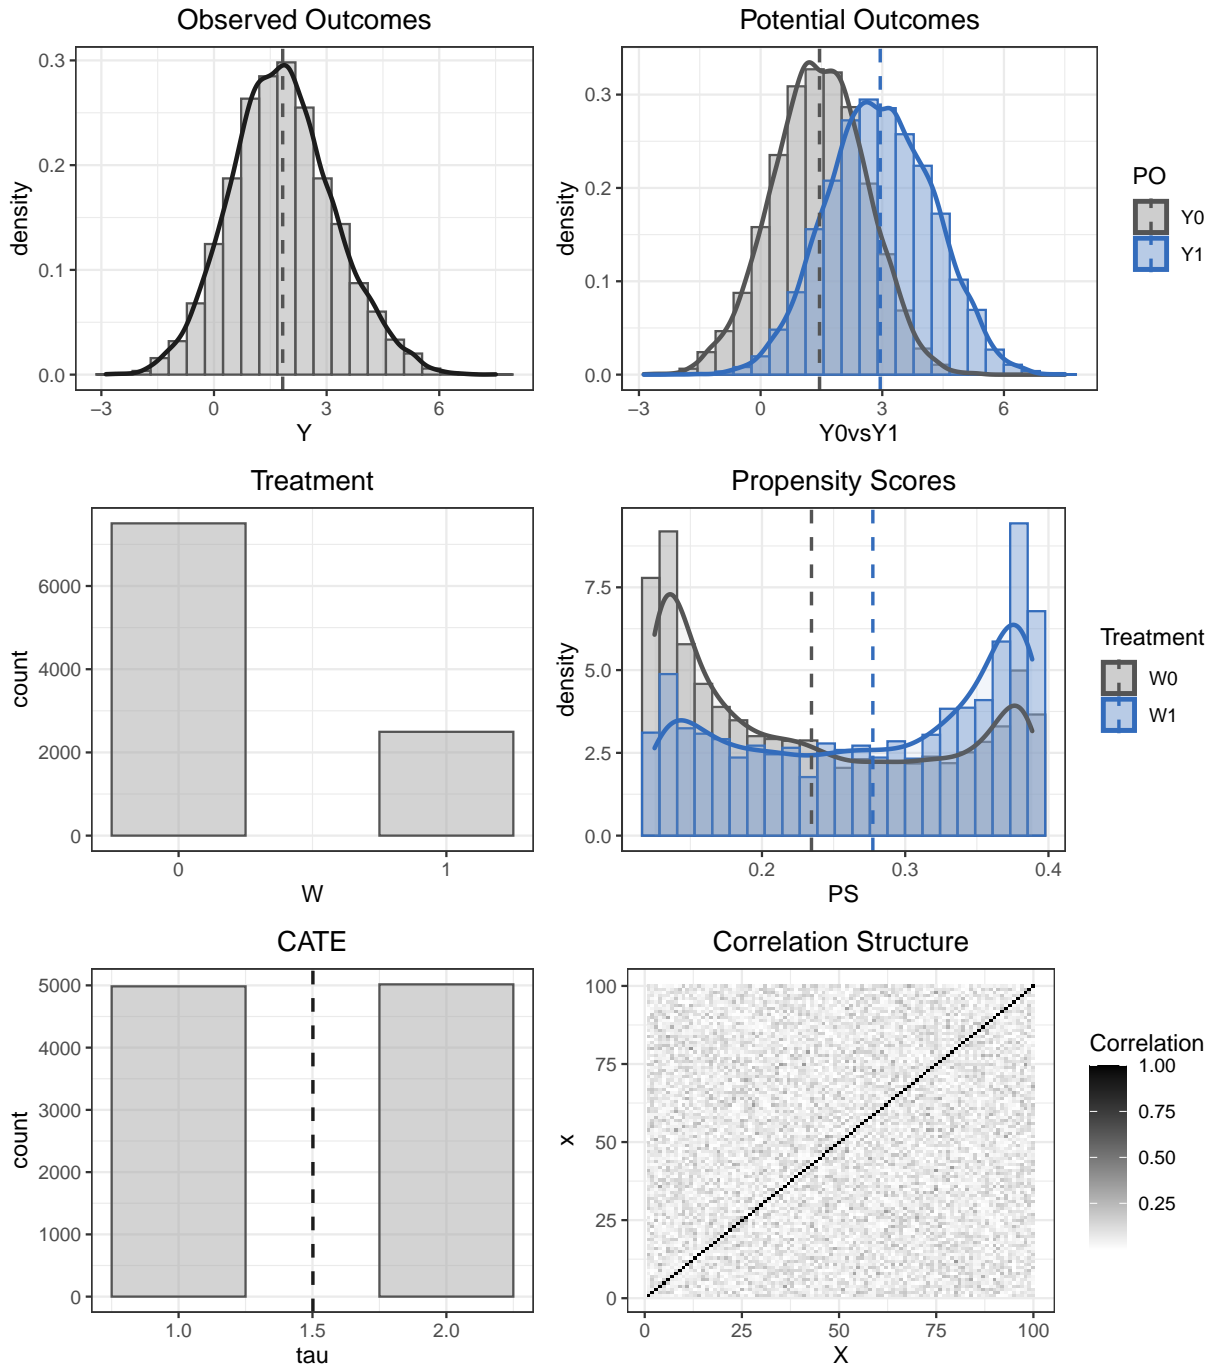 Observed Outcomes
0.3
0.2
0.1
0.0
density
−3
0
3
6
Y
Potential Outcomes
0.3
0.2
0.1
0.0
density
−3
0
3
6
Y0vsY1
PO
Y0
Y1
Treatment
6000
4000
2000
0
count
0
1
W
Propensity Scores
7.5
5.0
2.5
0.0
density
0.2
0.3
0.4
PS
Treatment
W0
W1
CATE
5000
4000
3000
2000
1000
0
count
1.0
1.5
2.0
tau
Correlation Structure
100
75
50
25
0
x
0
25
50
75
100
X
Correlation
1.00
0.75
0.50
0.25